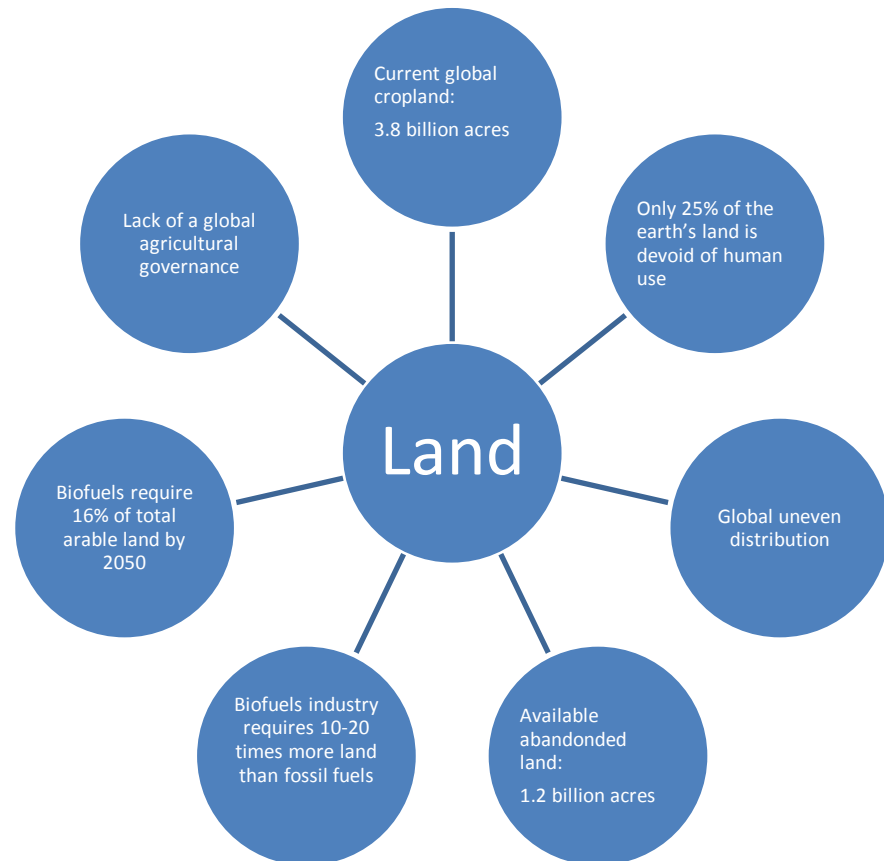 Current global
cropland:
3.8 billion acres
Only 25% of the
earth’s land is
devoid of human
use
Global uneven
distribution
Available
abandonded
land:
1.2 billion acres
Biofuels industry
requires 10-20
times more land
than fossil fuels
Biofuels require
16% of total
arable land by
2050
Lack of a global
agricultural
governance
Land